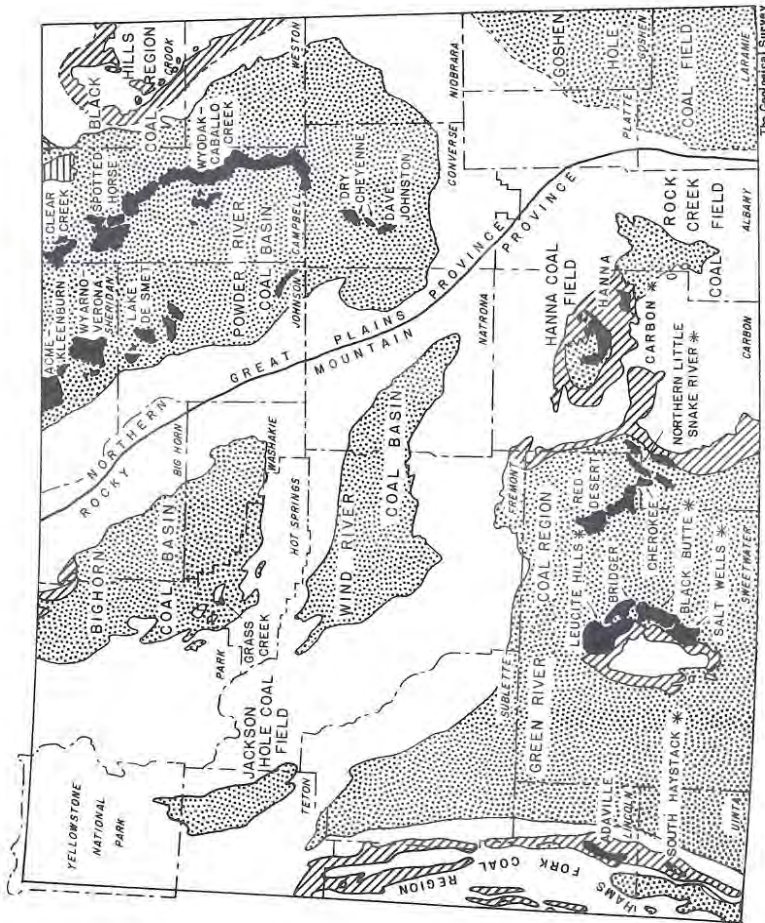 YELLOWSTONE
NATIONAL
PARK
BIGHORN
COAL BASIN
PARK
BIG HORN
WASHAKIE
GRASS
CREEK
HOT SPRINGS
JACKSON
HOLE COAL
FIELD
TETON
NORTHERN GREAT PLAINS PROVINCE
ROCKY MOUNTAIN PROVINCE
ACME-
KLEENBURN
WYARNO-
VERONA
SHERIDAN
LAKE
DE SMET
CLEAR
CREEK
SPOTTED
HORSE
POWDER RIVER
COAL BASIN
JOHNSON
CAMPBELL
WYODAK-
CABALLO
CREEK
BLACK
HILLS
COAL REGION
CROOK
WESTON
DRY
CHEYENNE
DAVE
JOHNSTON
CONVERSE
NIOBRARA
WIND RIVER
COAL BASIN
NATRONA
FREMONT
SUBLETTE
GREEN RIVER
COAL REGION
LEUCITE HILLS*
BRIDGER
RED
DESERT
CHEROKEE
BLACK BUTTE*
SALT WELLS*
SWEETWATER
HANNA COAL
FIELD
HANNA
CARBON*
NORTHERN LITTLE
SNAKE RIVER*
CARBON
ROCK
CREEK
COAL FIELD
ALBANY
GOSHEN
HOLE
COAL FIELD
PLATTE
GOSHEN
LARAMIE
HAMS
FORK
COAL
REGION
ADAVILLE
LINCOLN
SOUTH HAYSTACK*
UINTA
The Geological Survey